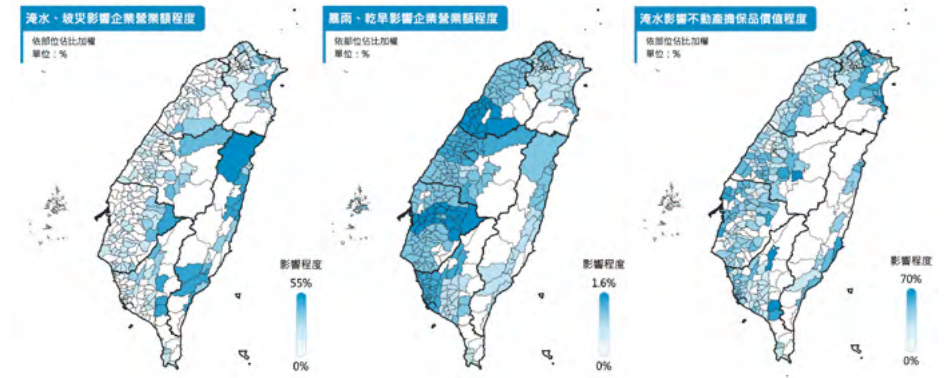 淹水、坡災影響企業營業額程度
依部位佔比加權
單位：%
影響程度
55%
0%
暴雨、乾旱影響企業營業額程度
依部位佔比加權
單位：%
影響程度
1.6%
0%
淹水影響不動產擔保品價值程度
依部位佔比加權
單位：%
影響程度
70%
0%